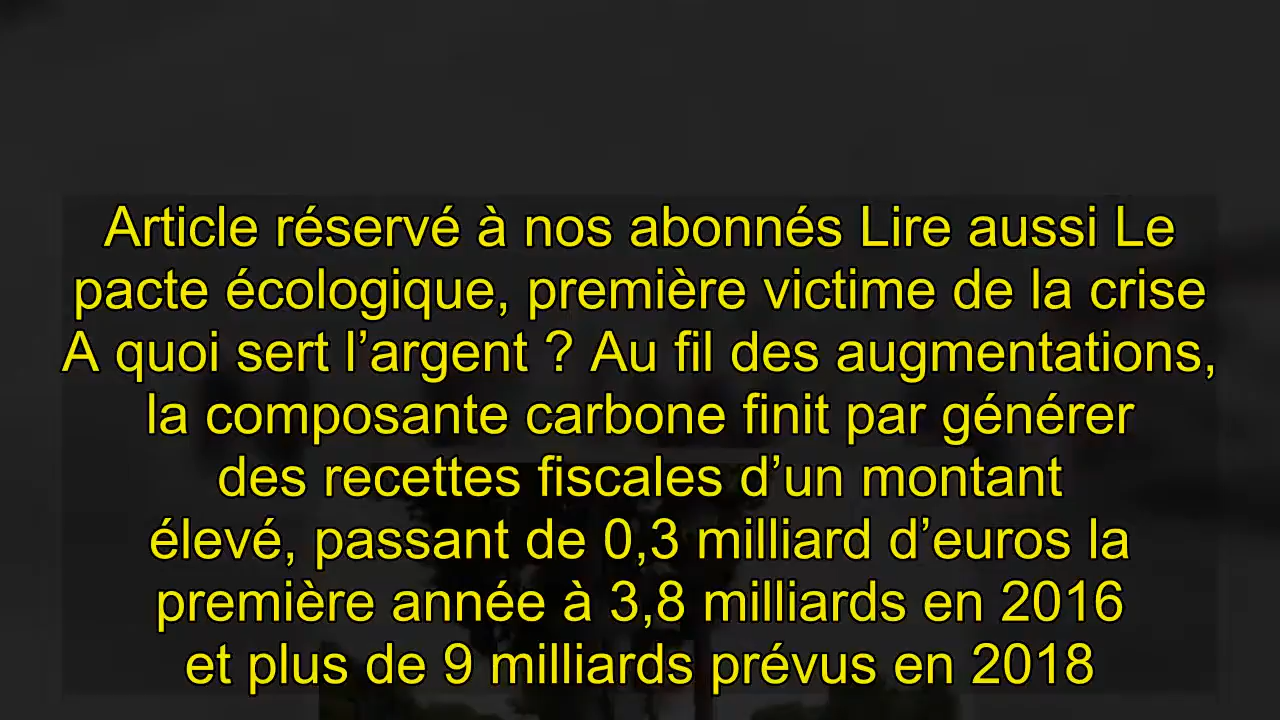 Article réservé à nos abonnés Lire aussi Le
pacte écologique, première victime de la crise
A quoi sert l’argent ? Au fil des augmentations,
la composante carbone finit par générer
des recettes fiscales d’un montant
élevé, passant de 0,3 milliard d’euros la
première année à 3,8 milliards en 2016
et plus de 9 milliards prévus en 2018